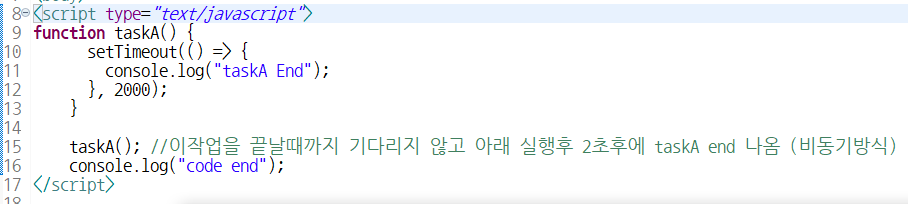 8 <script type="text/javascript">
9 function taskA() {
10 setTimeout(() => {
11 console.log("taskA End");
12 }, 2000);
13 }
14
15 taskA(); //이작업을 끝날때까지 기다리지 않고 아래 실행후 2초후에 taskA end 나옴 (비동기방식)
16 console.log("code end");
17 </script>
18